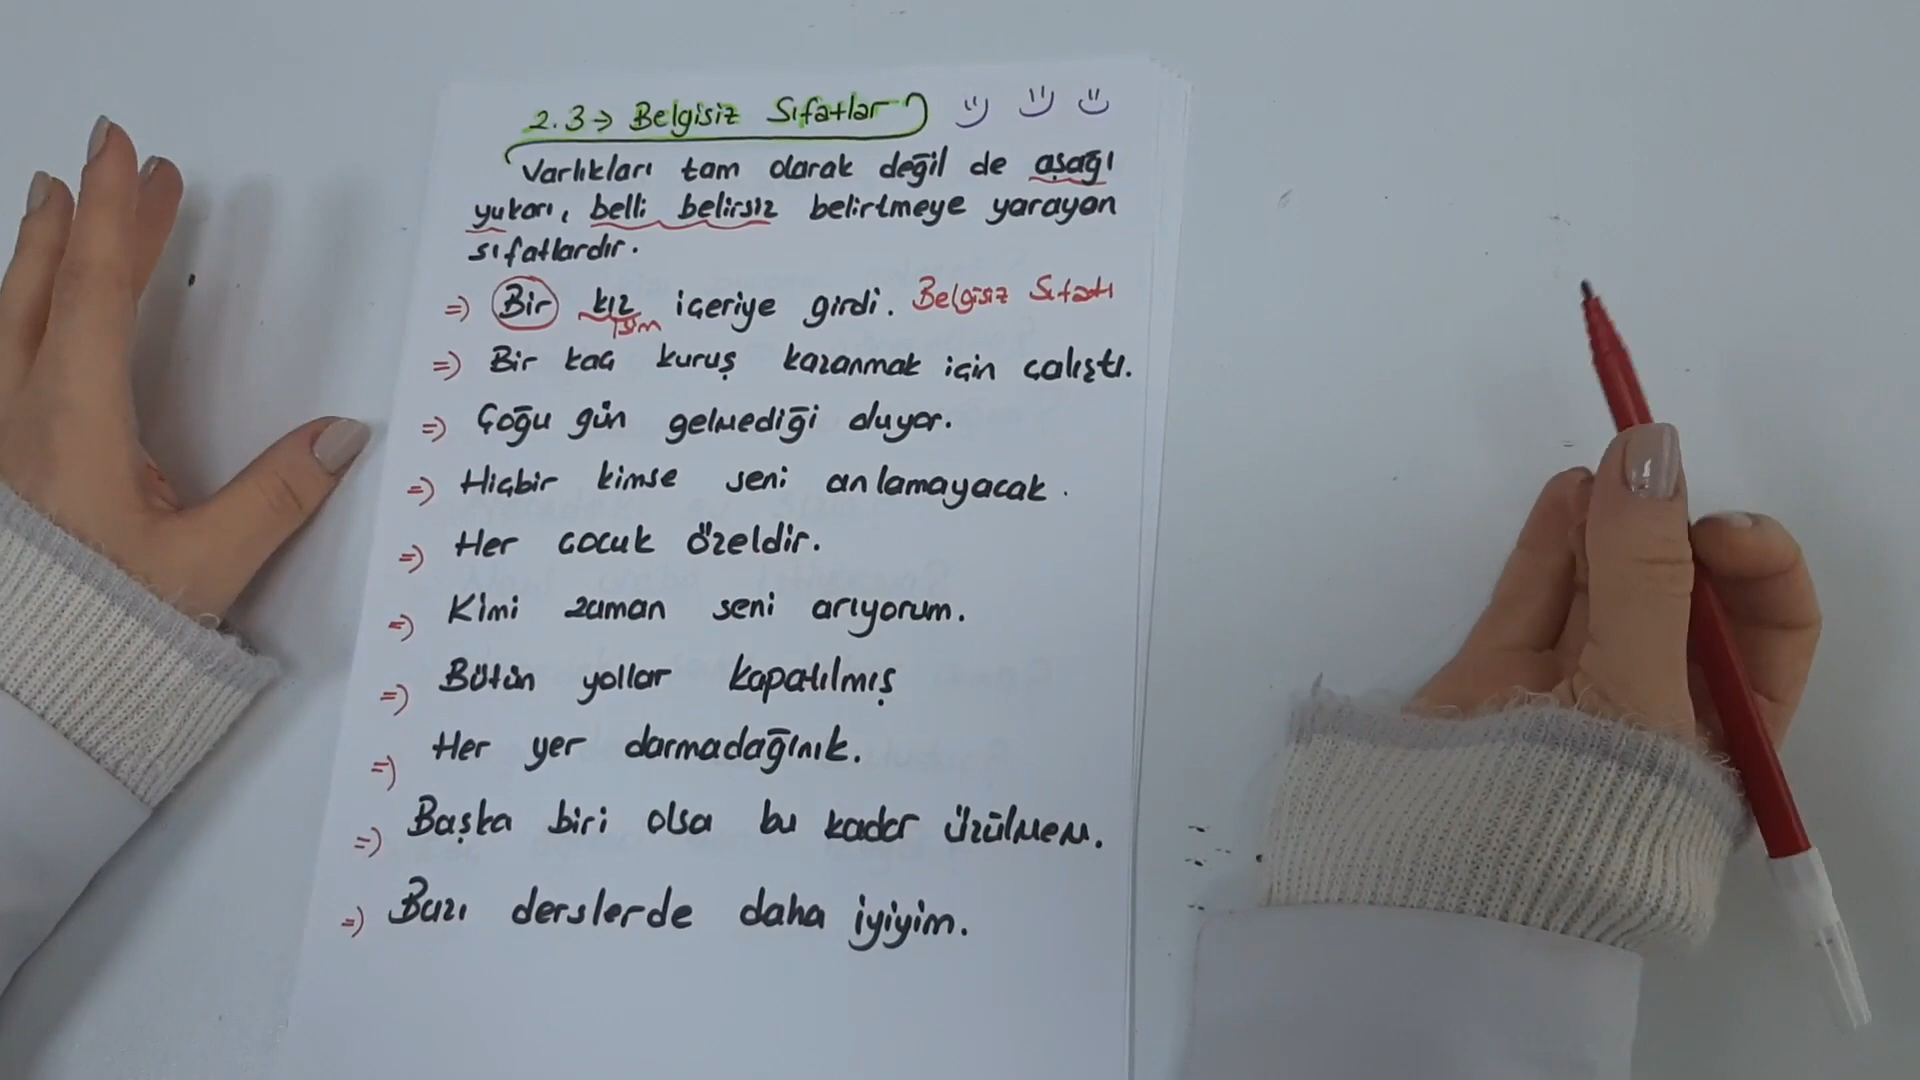 2.3→ Belgisiz Sıfatlar
Varlıkları tam olarak değil de aşağı
yukarı, belli belirsiz belirtmeye yarayan
sıfatlardır.
⇒ Bir kız içeriye girdi. Belgisiz Sıfatı
isim
⇒ Bir kaç kuruş kazanmak için çalıştı.
⇒ Çoğu gün gelmediği oluyor.
⇒ Hiçbir kimse seni anlamayacak.
⇒ Her çocuk özeldir.
⇒ Kimi zaman seni arıyorum.
⇒ Bütün yollar kapatılmış
⇒ Her yer darmadağınık.
⇒ Başka biri olsa bu kadar üzülmem.
⇒ Bazı derslerde daha iyiyim.